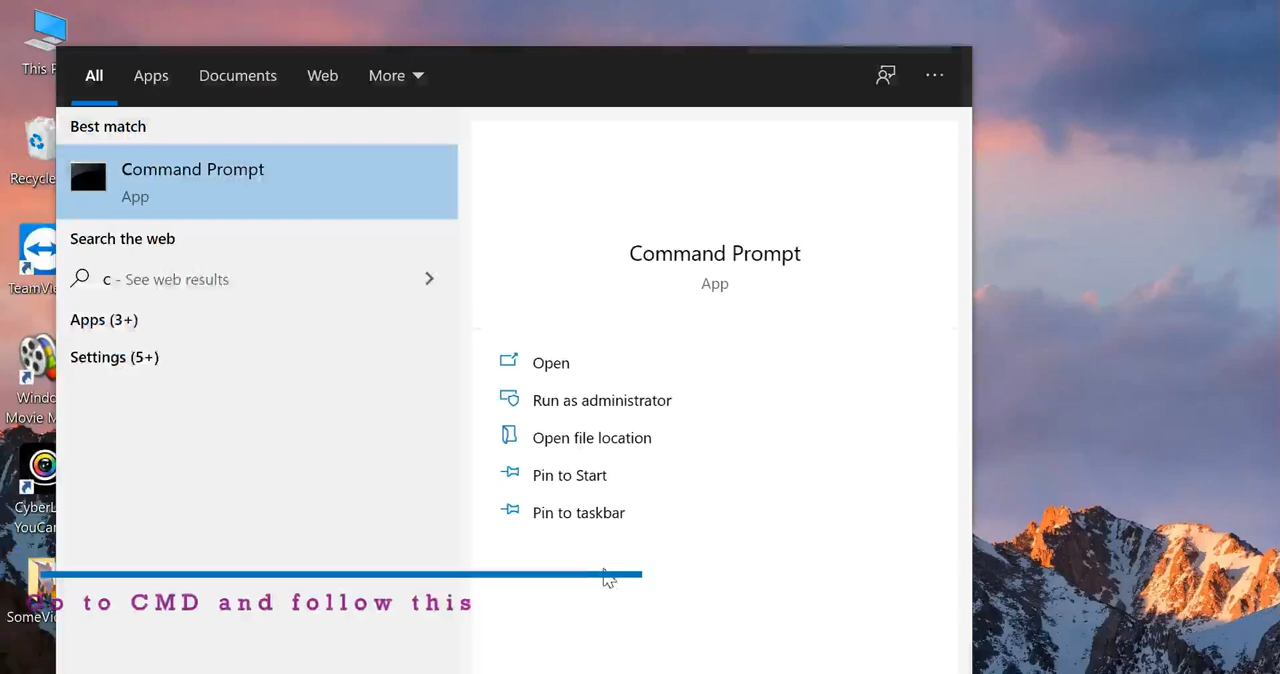 This P
All Apps Documents Web More
Best match
Command Prompt
App
Search the web
c - See web results
Apps (3+)
Settings (5+)
Command Prompt
App
Open
Run as administrator
Open file location
Pin to Start
Pin to taskbar
Recycle
TeamVie
Windo
Movie M
CyberL
YouCar
SomeVi
Go to CMD and follow this